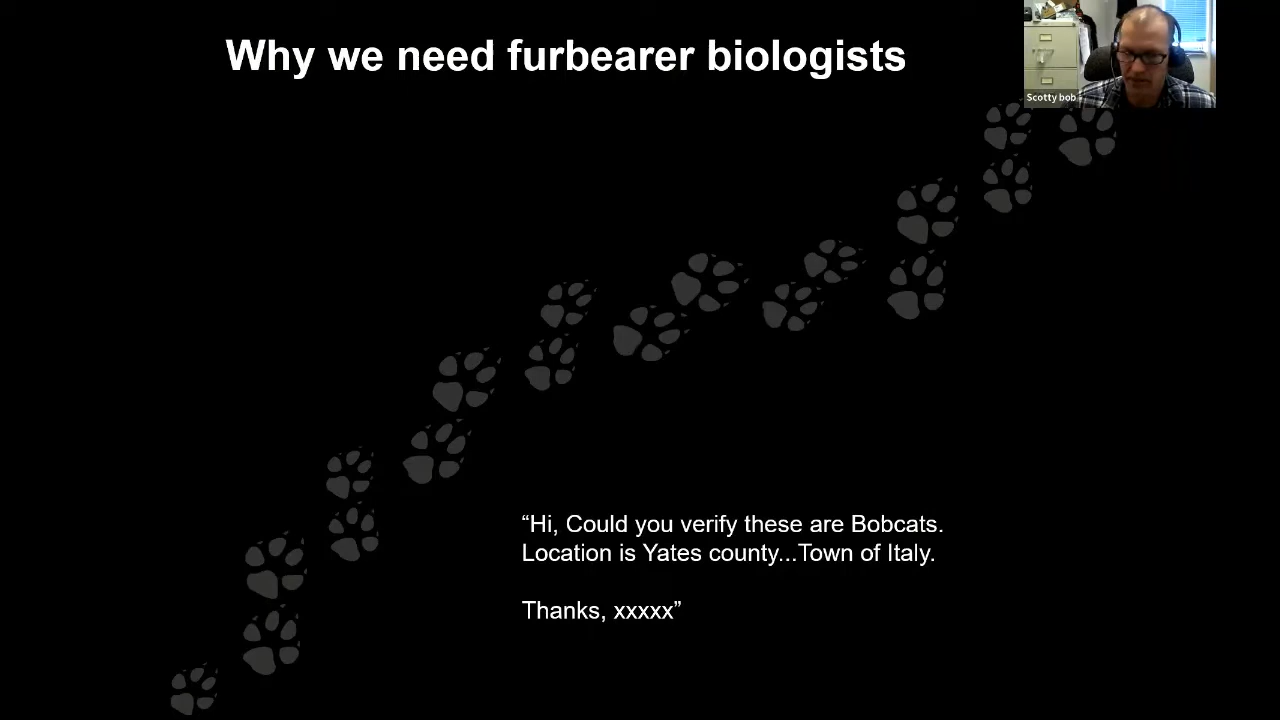 Why we need furbearer biologists
Scotty bob
“Hi, Could you verify these are Bobcats.
Location is Yates county...Town of Italy.
Thanks, xxxxx”